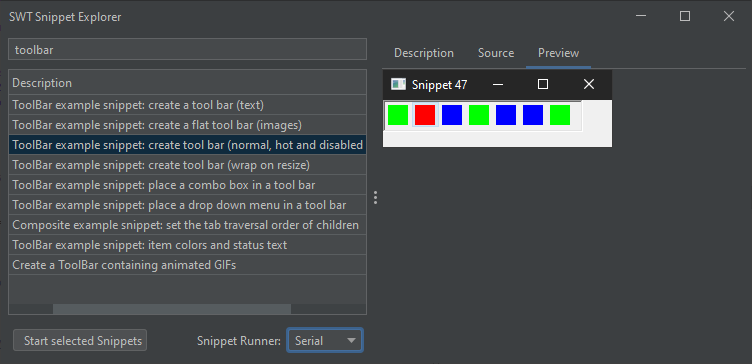 SWT Snippet Explorer
toolbar
Description
ToolBar example snippet: create a tool bar (text)
ToolBar example snippet: create a flat tool bar (images)
ToolBar example snippet: create tool bar (normal, hot and disabled
ToolBar example snippet: create tool bar (wrap on resize)
ToolBar example snippet: place a combo box in a tool bar
ToolBar example snippet: place a drop down menu in a tool bar
Composite example snippet: set the tab traversal order of children
ToolBar example snippet: item colors and status text
Create a ToolBar containing animated GIFs
Start selected Snippets
Snippet Runner: Serial
Description Source Preview
Snippet 47